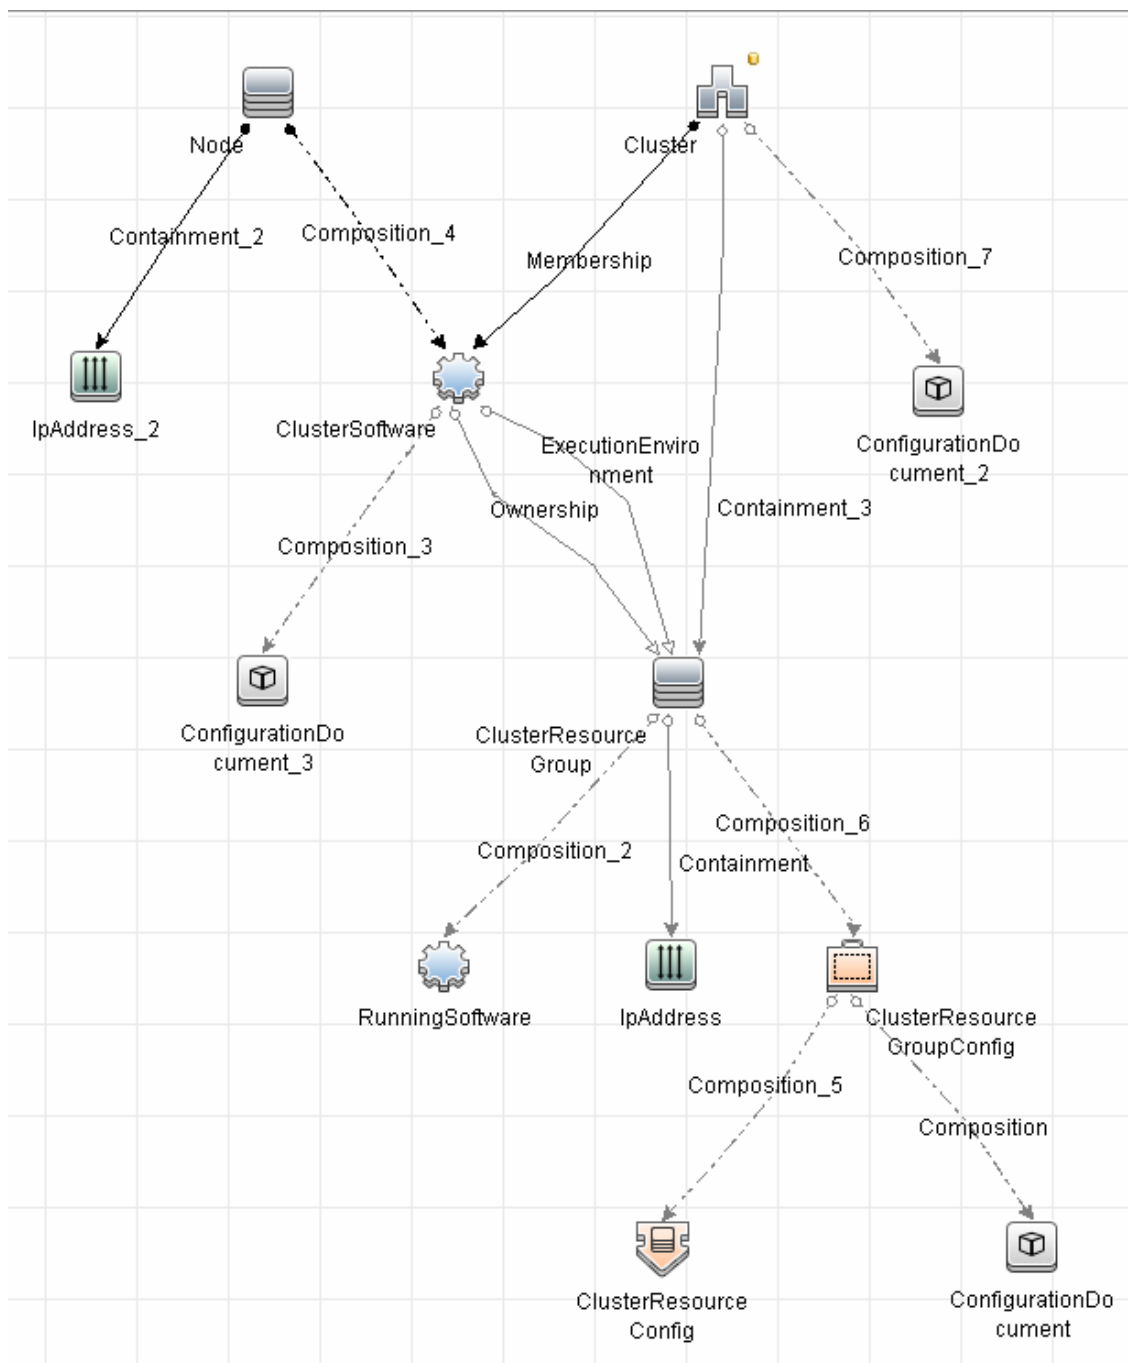 Node
Cluster
Containment_2
Composition_4
Membership
Composition_7
IpAddress_2
ClusterSoftware
ExecutionEnviro
nment
ConfigurationDo
cument_2
Ownership
Containment_3
Composition_3
ConfigurationDo
cument_3
ClusterResource
Group
Composition_6
Composition_2
Containment
RunningSoftware
IpAddress
ClusterResource
GroupConfig
Composition_5
Composition
ClusterResource
Config
ConfigurationDo
cument